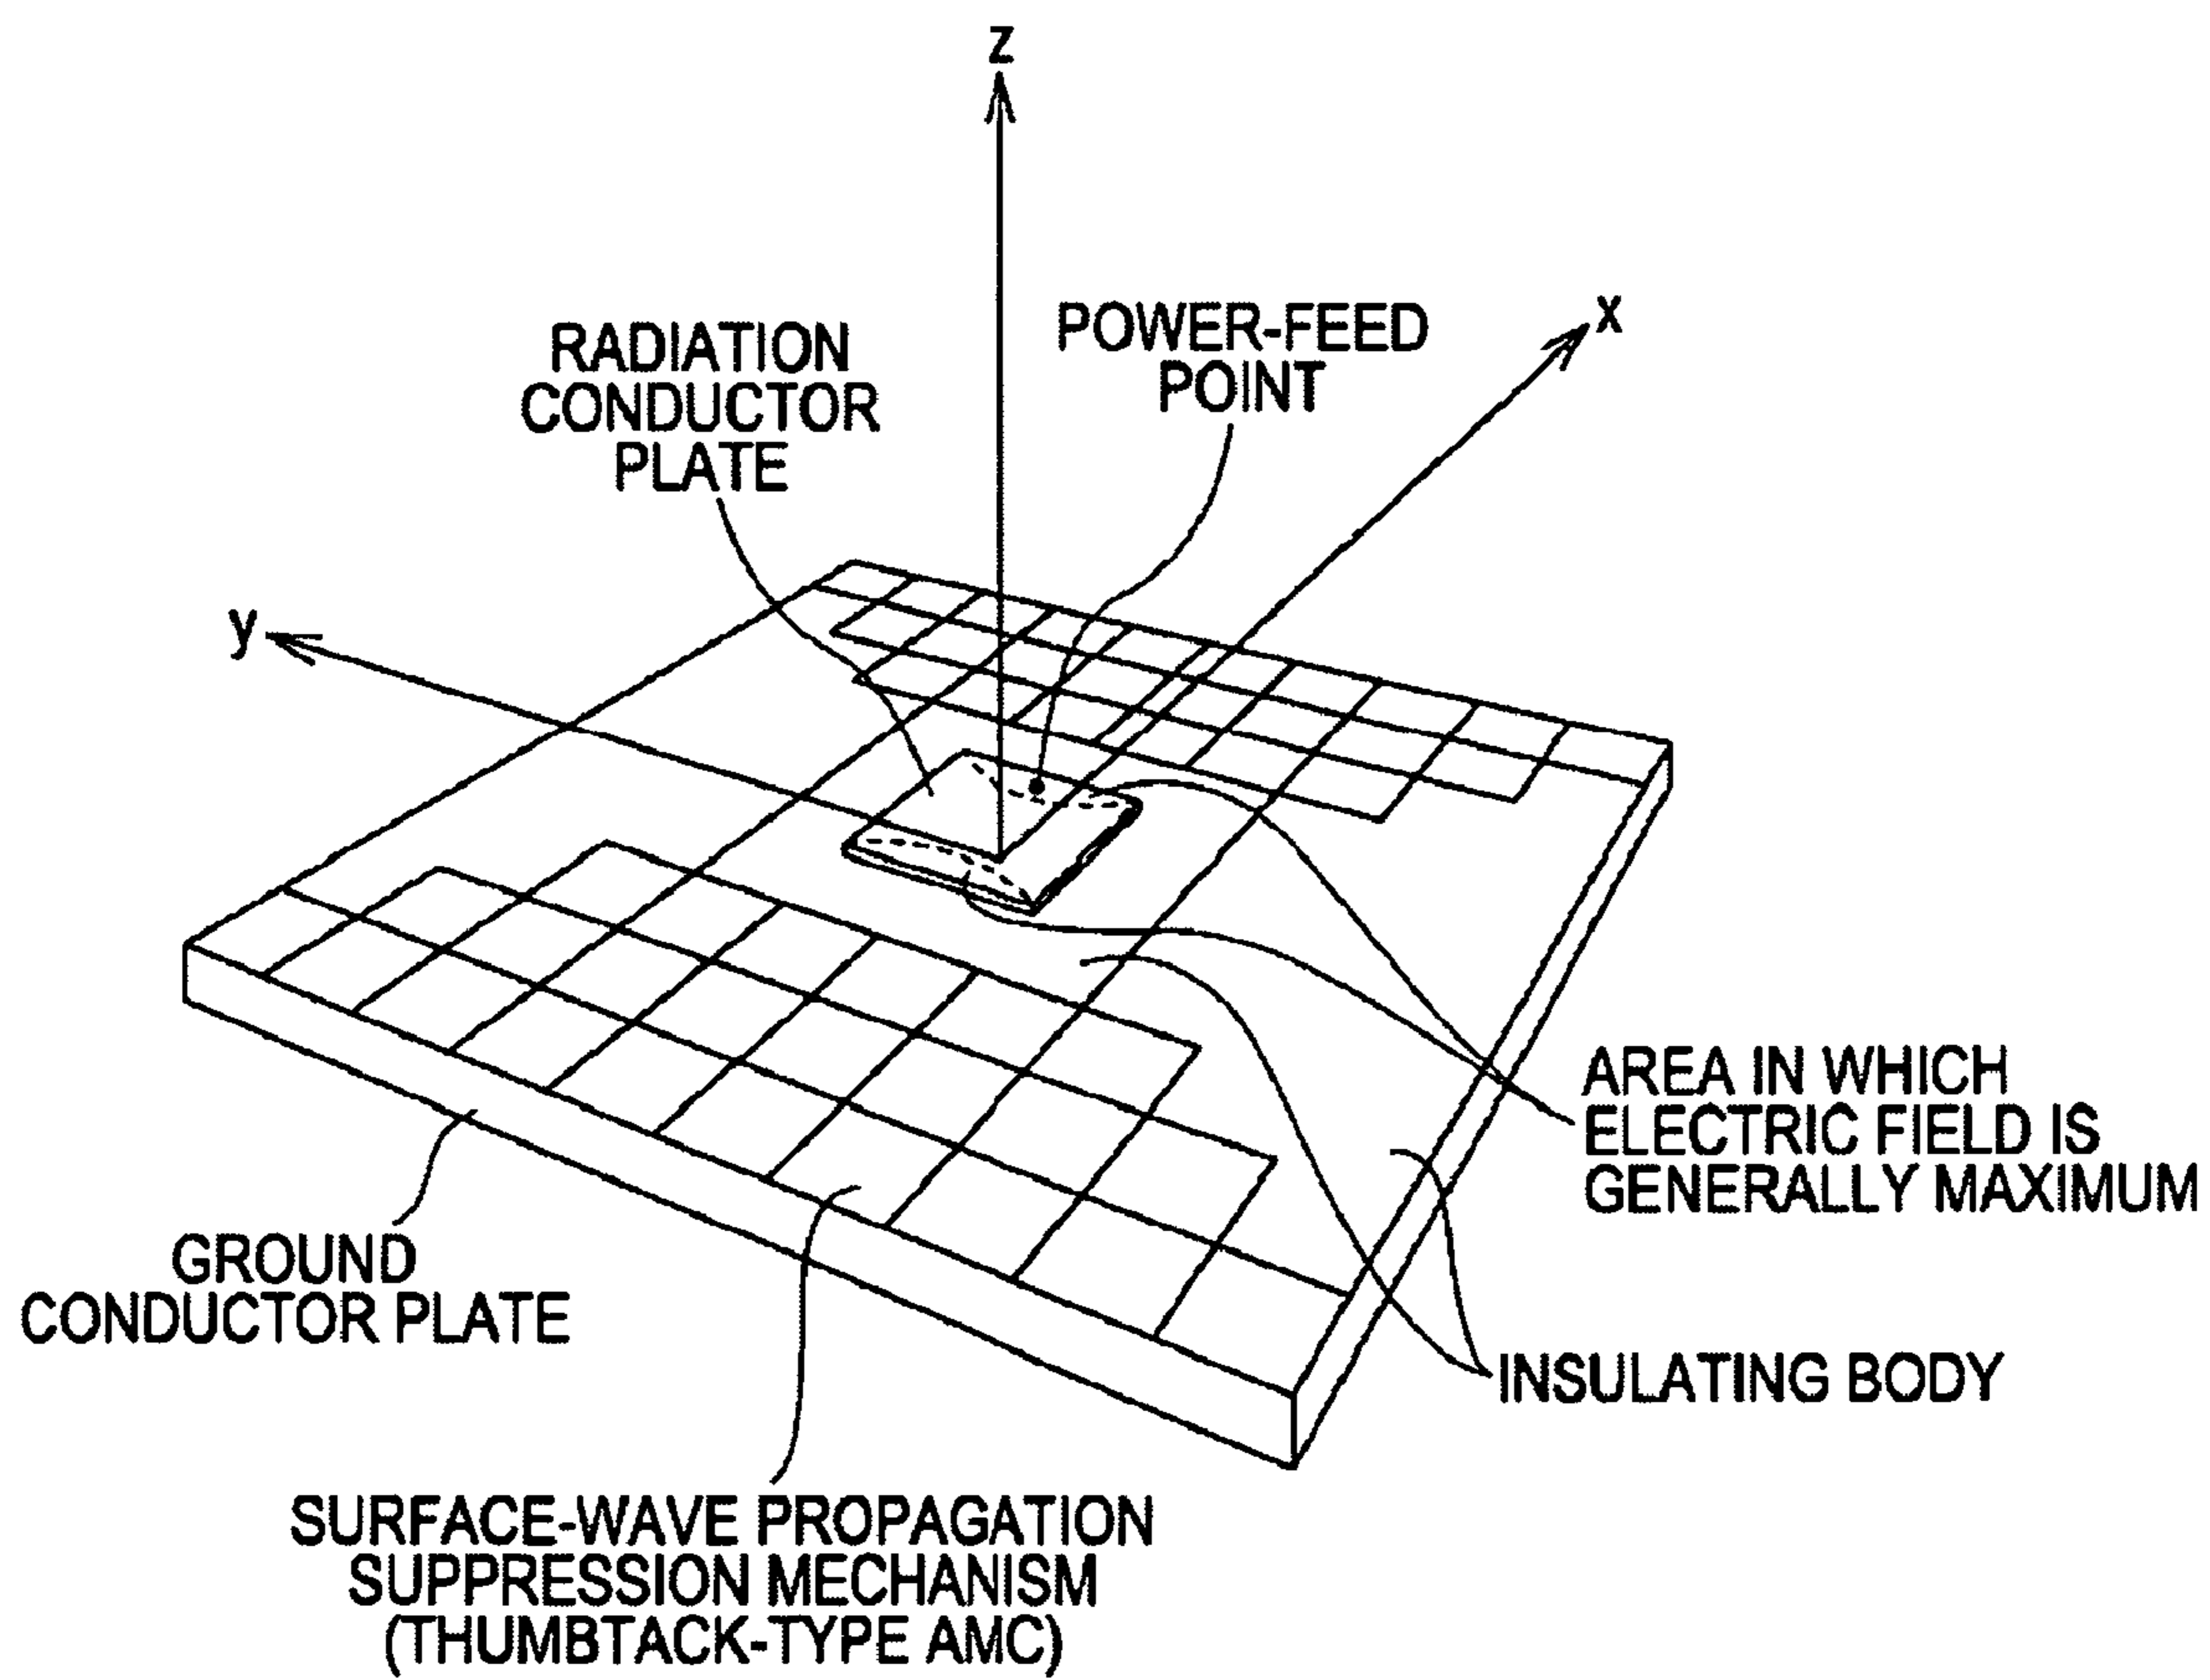 z
x
y
RADIATION
CONDUCTOR
PLATE
POWER-FEED
POINT
AREA IN WHICH
ELECTRIC FIELD IS
GENERALLY MAXIMUM
GROUND
CONDUCTOR PLATE
INSULATING BODY
SURFACE-WAVE PROPAGATION
SUPPRESSION MECHANISM
(THUMBTACK-TYPE AMC)